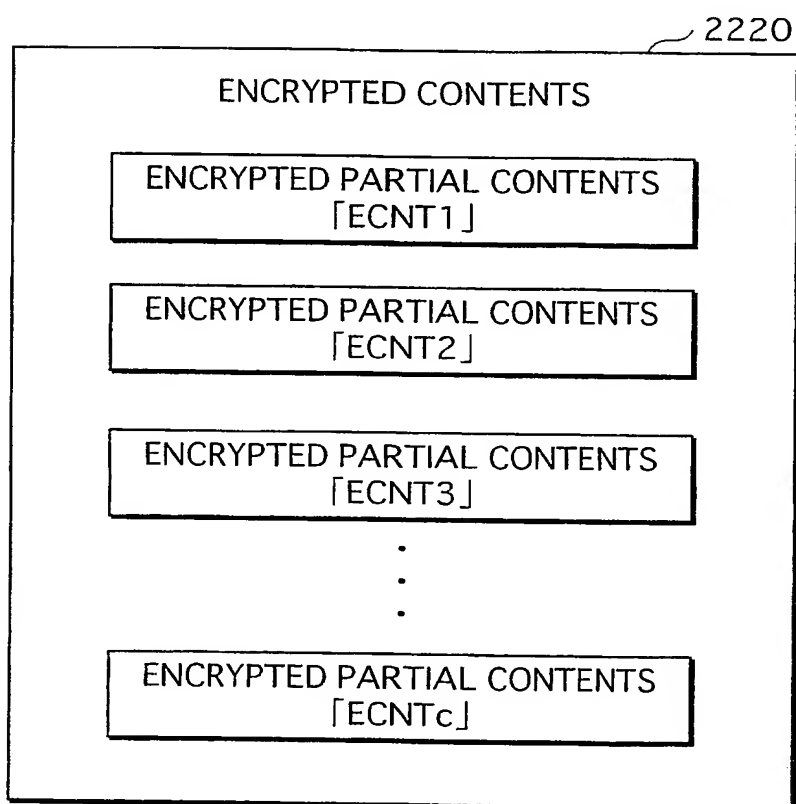 2220
ENCRYPTED CONTENTS
ENCRYPTED PARTIAL CONTENTS
「ECNT1」
ENCRYPTED PARTIAL CONTENTS
「ECNT2」
ENCRYPTED PARTIAL CONTENTS
「ECNT3」
ENCRYPTED PARTIAL CONTENTS
「ECNTc」